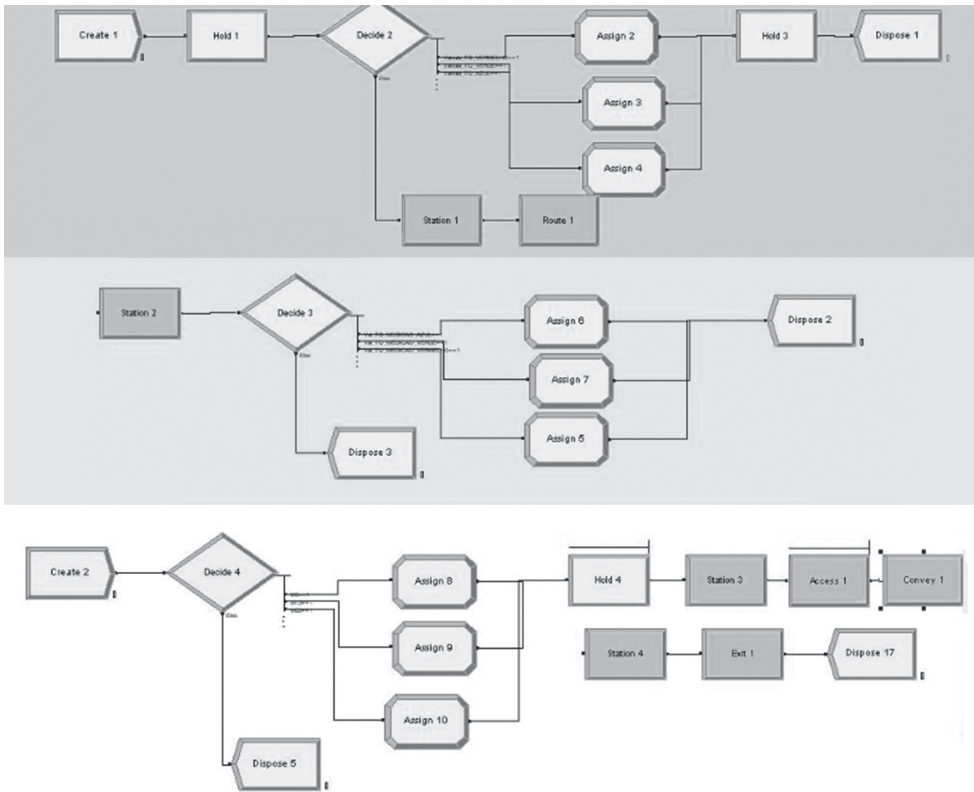 Create 1
Hold 1
Decide 2
Assign 2
Hold 3
Dispose 1
Else
Assign 3
Assign 4
Station 1
Route 1
Station 2
Decide 3
Assign 6
Dispose 2
Else
Assign 7
Assign 5
Dispose 3
Create 2
Decide 4
Assign 8
Hold 4
Station 3
Access 1
Convey 1
Else
Assign 9
Station 4
Exit 1
Dispose 17
Assign 10
Dispose 5